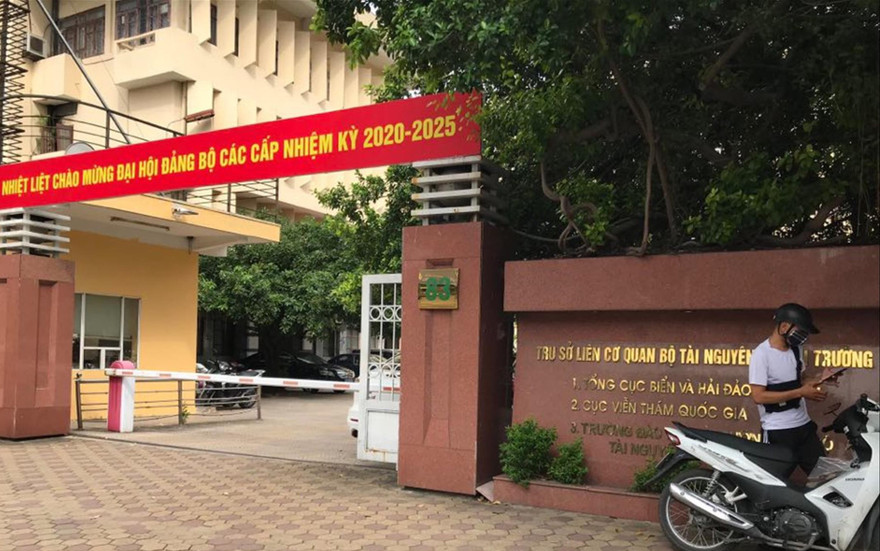 NHIỆT LIỆT CHÀO MỪNG ĐẠI HỘI ĐẢNG BỘ CÁC CẤP NHIỆM KỲ 2020-2025
83
TRỤ SỞ LIÊN CƠ QUAN BỘ TÀI NGUYÊN TRƯỜNG
1. TỔNG CỤC BIỂN VÀ HẢI ĐẢO
2. CỤC VIỄN THÁM QUỐC GIA
3. TRƯỜNG ĐÀO
TÀI NGUYÊN